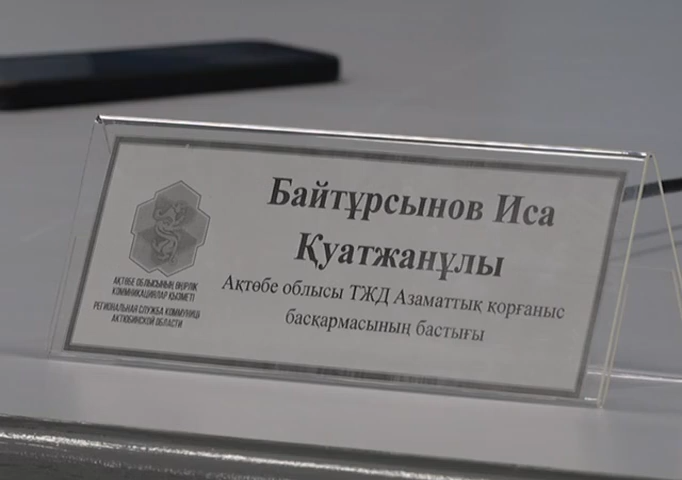 Байтұрсынов Иса
Қуатжанұлы
Ақтөбе облысы ТЖД Азаматтық қорғаныс
басқармасының бастығы
АҚТӨБЕ ОБЛЫСЫНЫҢ ӨҢІРЛІК
КОММУНИКАЦИЯЛАР ҚЫЗМЕТІ
РЕГИОНАЛЬНАЯ СЛУЖБА КОММУНИЦ
АКТЮБИНСКОЙ ОБЛАСТИ